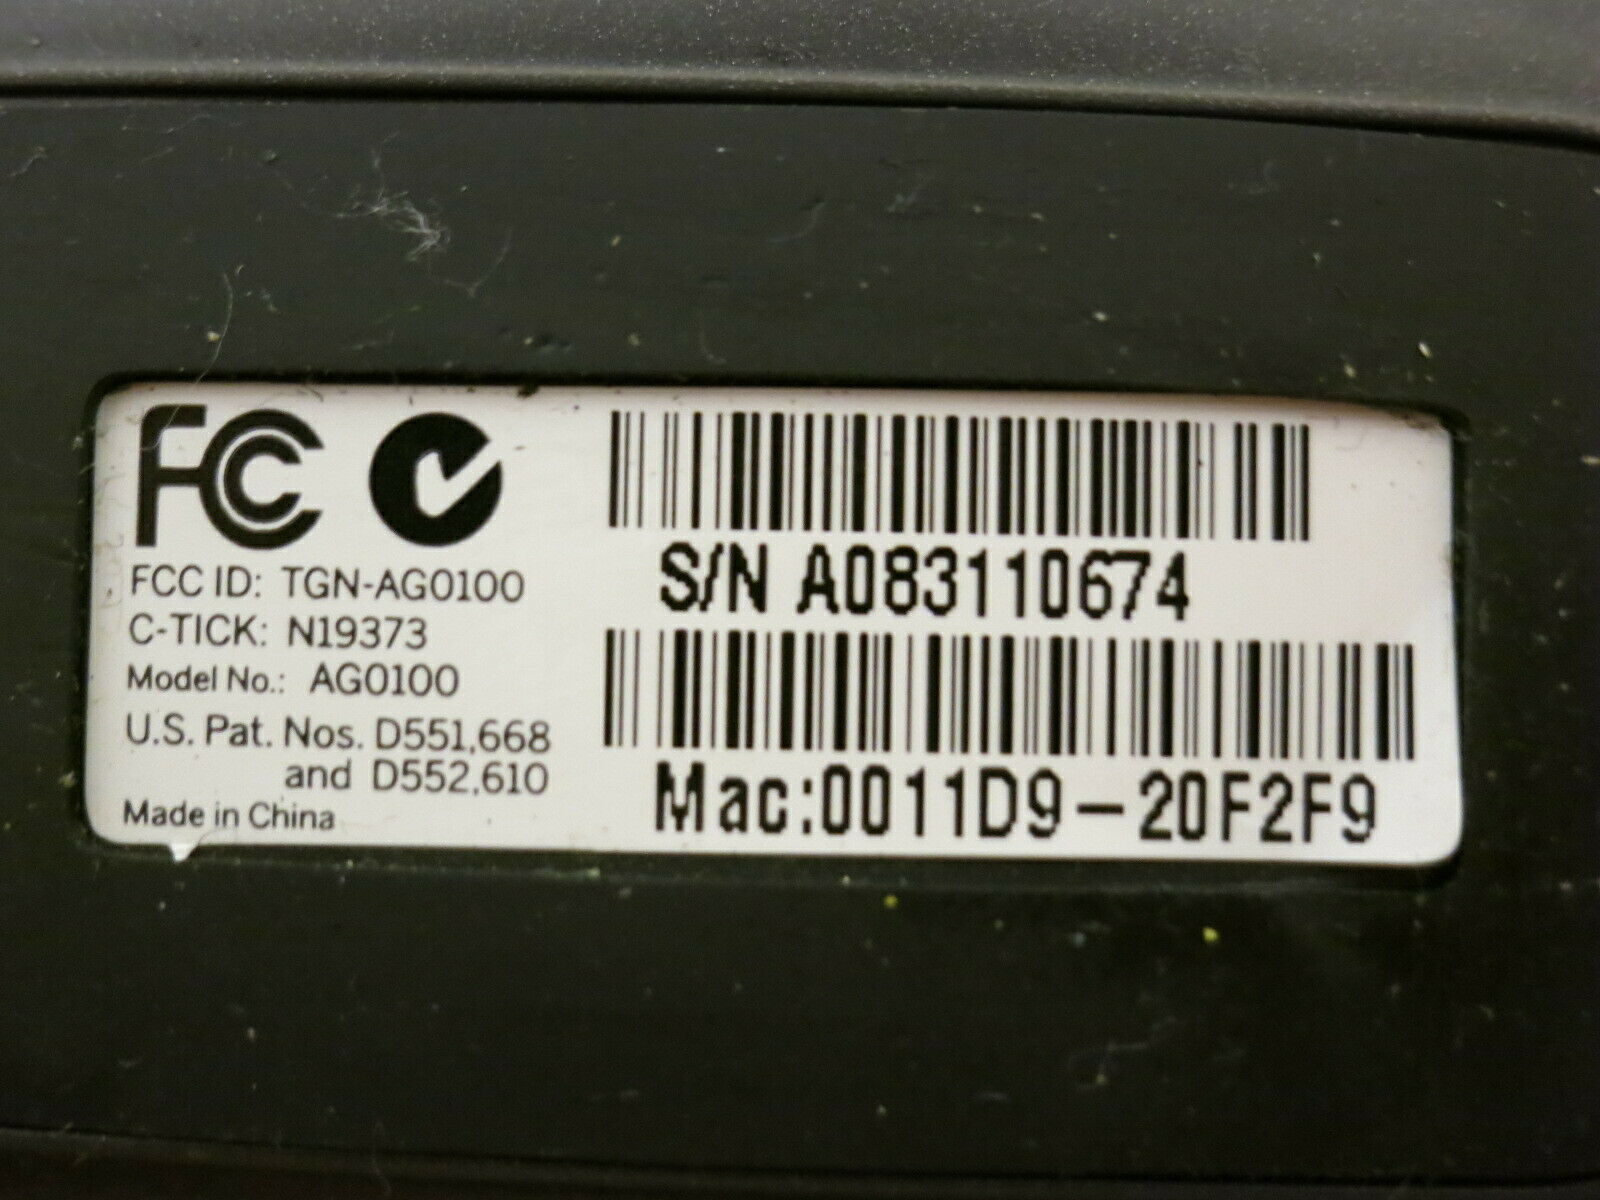 FC
FCC ID: TGN-AG0100
C-TICK: N19373
Model No.: AG0100
U.S. Pat. Nos. D551,668
and D552,610
Made in China
S/N A083110674
Mac:0011D9-20F2F9